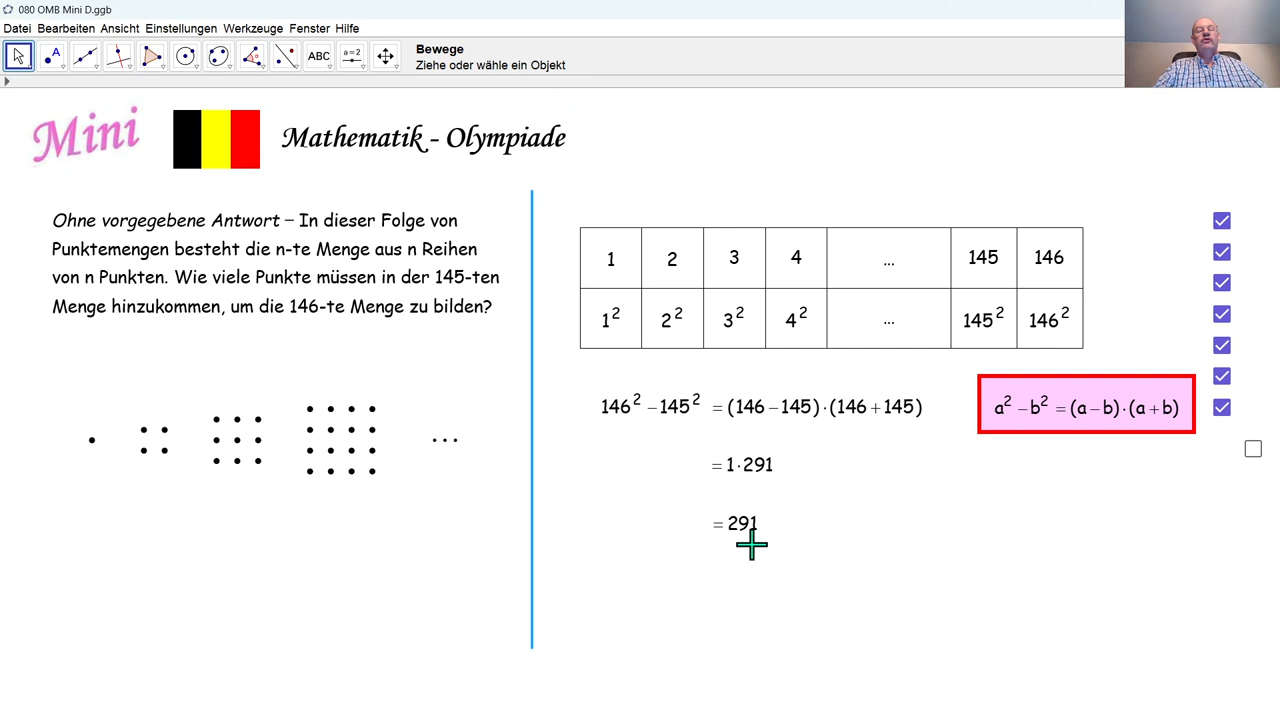 080 OMB Mini D.ggb
Datei Bearbeiten Ansicht Einstellungen Werkzeuge Fenster Hilfe
A ABC a=2
Bewege
Ziehe oder wähle ein Objekt
Mini Mathematik - Olympiade
Ohne vorgegebene Antwort – In dieser Folge von
Punktemengen besteht die n-te Menge aus n Reihen
von n Punkten. Wie viele Punkte müssen in der 145-ten
Menge hinzukommen, um die 146-te Menge zu bilden?
...
1 2 3 4 ... 145 146
1² 2² 3² 4² ... 145² 146²
146² – 145² = (146 – 145)·(146 + 145)
a² – b² = (a – b)·(a + b)
= 1·291
= 291